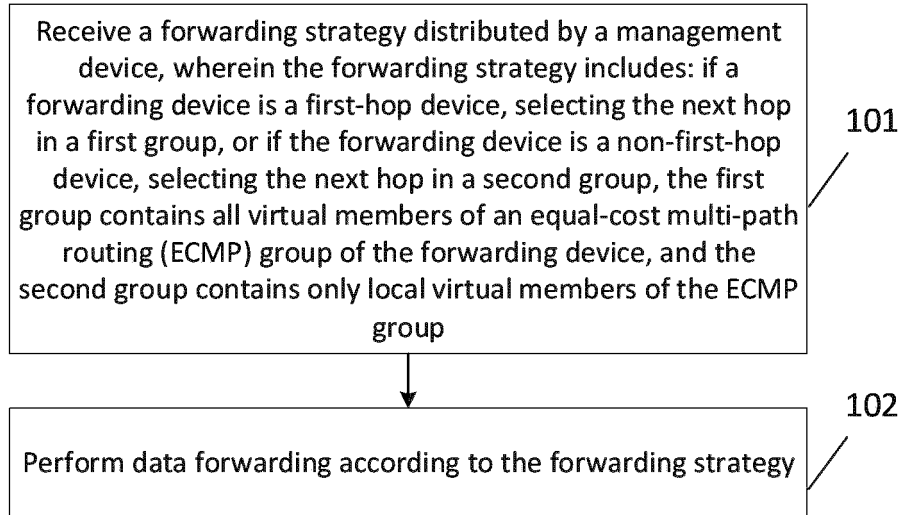 Receive a forwarding strategy distributed by a management
device, wherein the forwarding strategy includes: if a
forwarding device is a first-hop device, selecting the next hop
in a first group, or if the forwarding device is a non-first-hop
device, selecting the next hop in a second group, the first
group contains all virtual members of an equal-cost multi-path
routing (ECMP) group of the forwarding device, and the
second group contains only local virtual members of the ECMP
group
101
Perform data forwarding according to the forwarding strategy
102